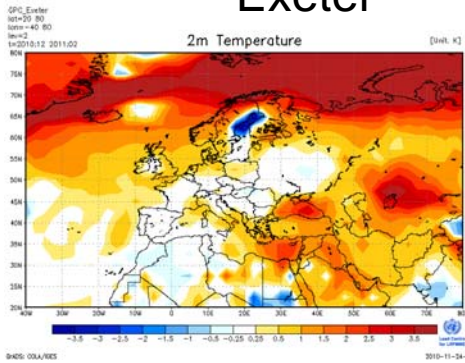 Exeter
GPC_Exeter
lat=20 80
lon=-40 80
lev=2
t=2010:12 2011:02
2m Temperature
[Unit. K]
80N
75N
70N
65N
60N
55N
50N
45N
40N
35N
30N
25N
20N
40W 30W 20W 10W 0 10E 20E 30E 40E 50E 60E 70E 80
-3.5 -3 -2.5 -2 -1.5 -1 -0.5 -0.25 0.25 0.5 1 1.5 2 2.5 3 3.5
GrADS: COLA/IGES
2010-11-24